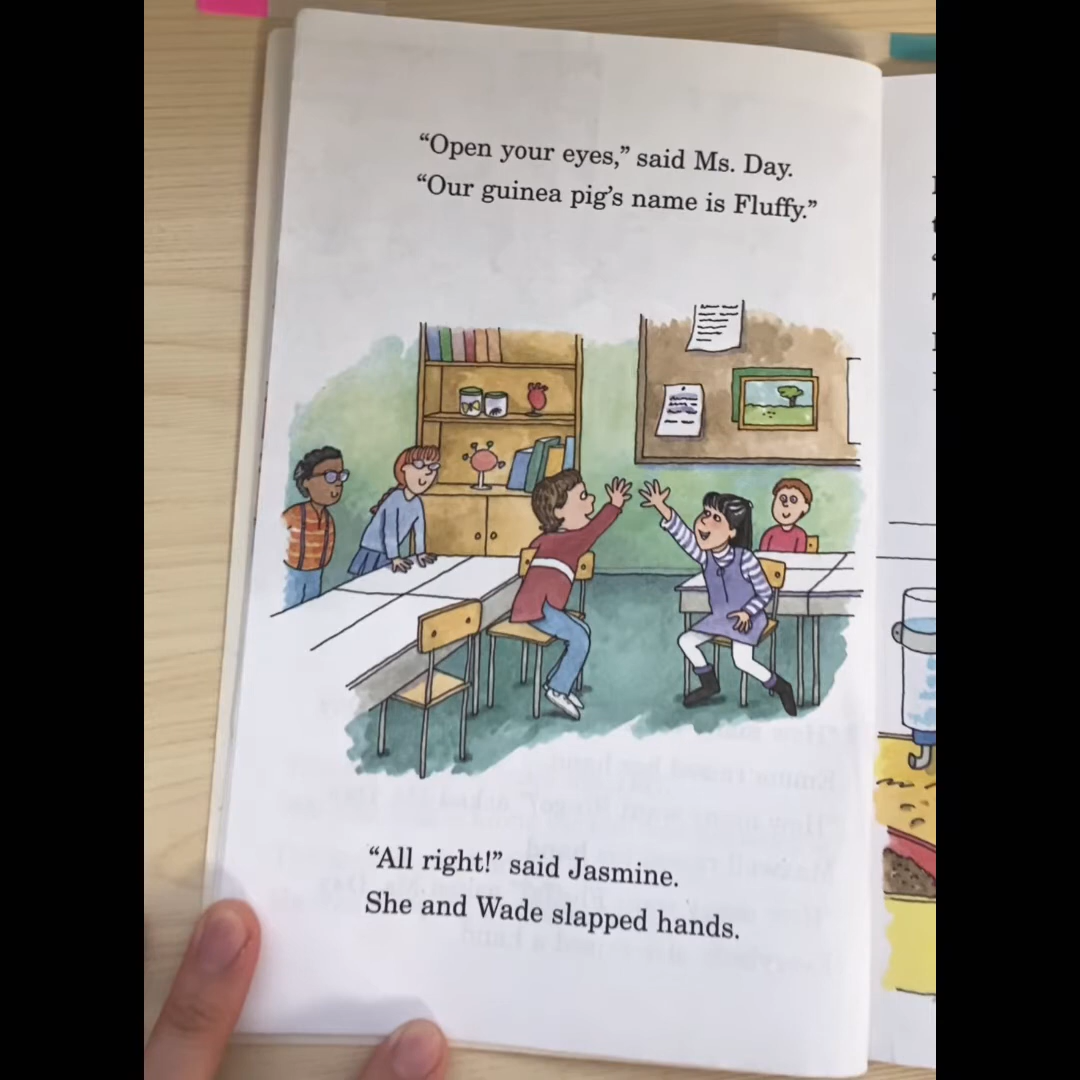 “Open your eyes,” said Ms. Day.
“Our guinea pig’s name is Fluffy.”
“All right!” said Jasmine.
She and Wade slapped hands.